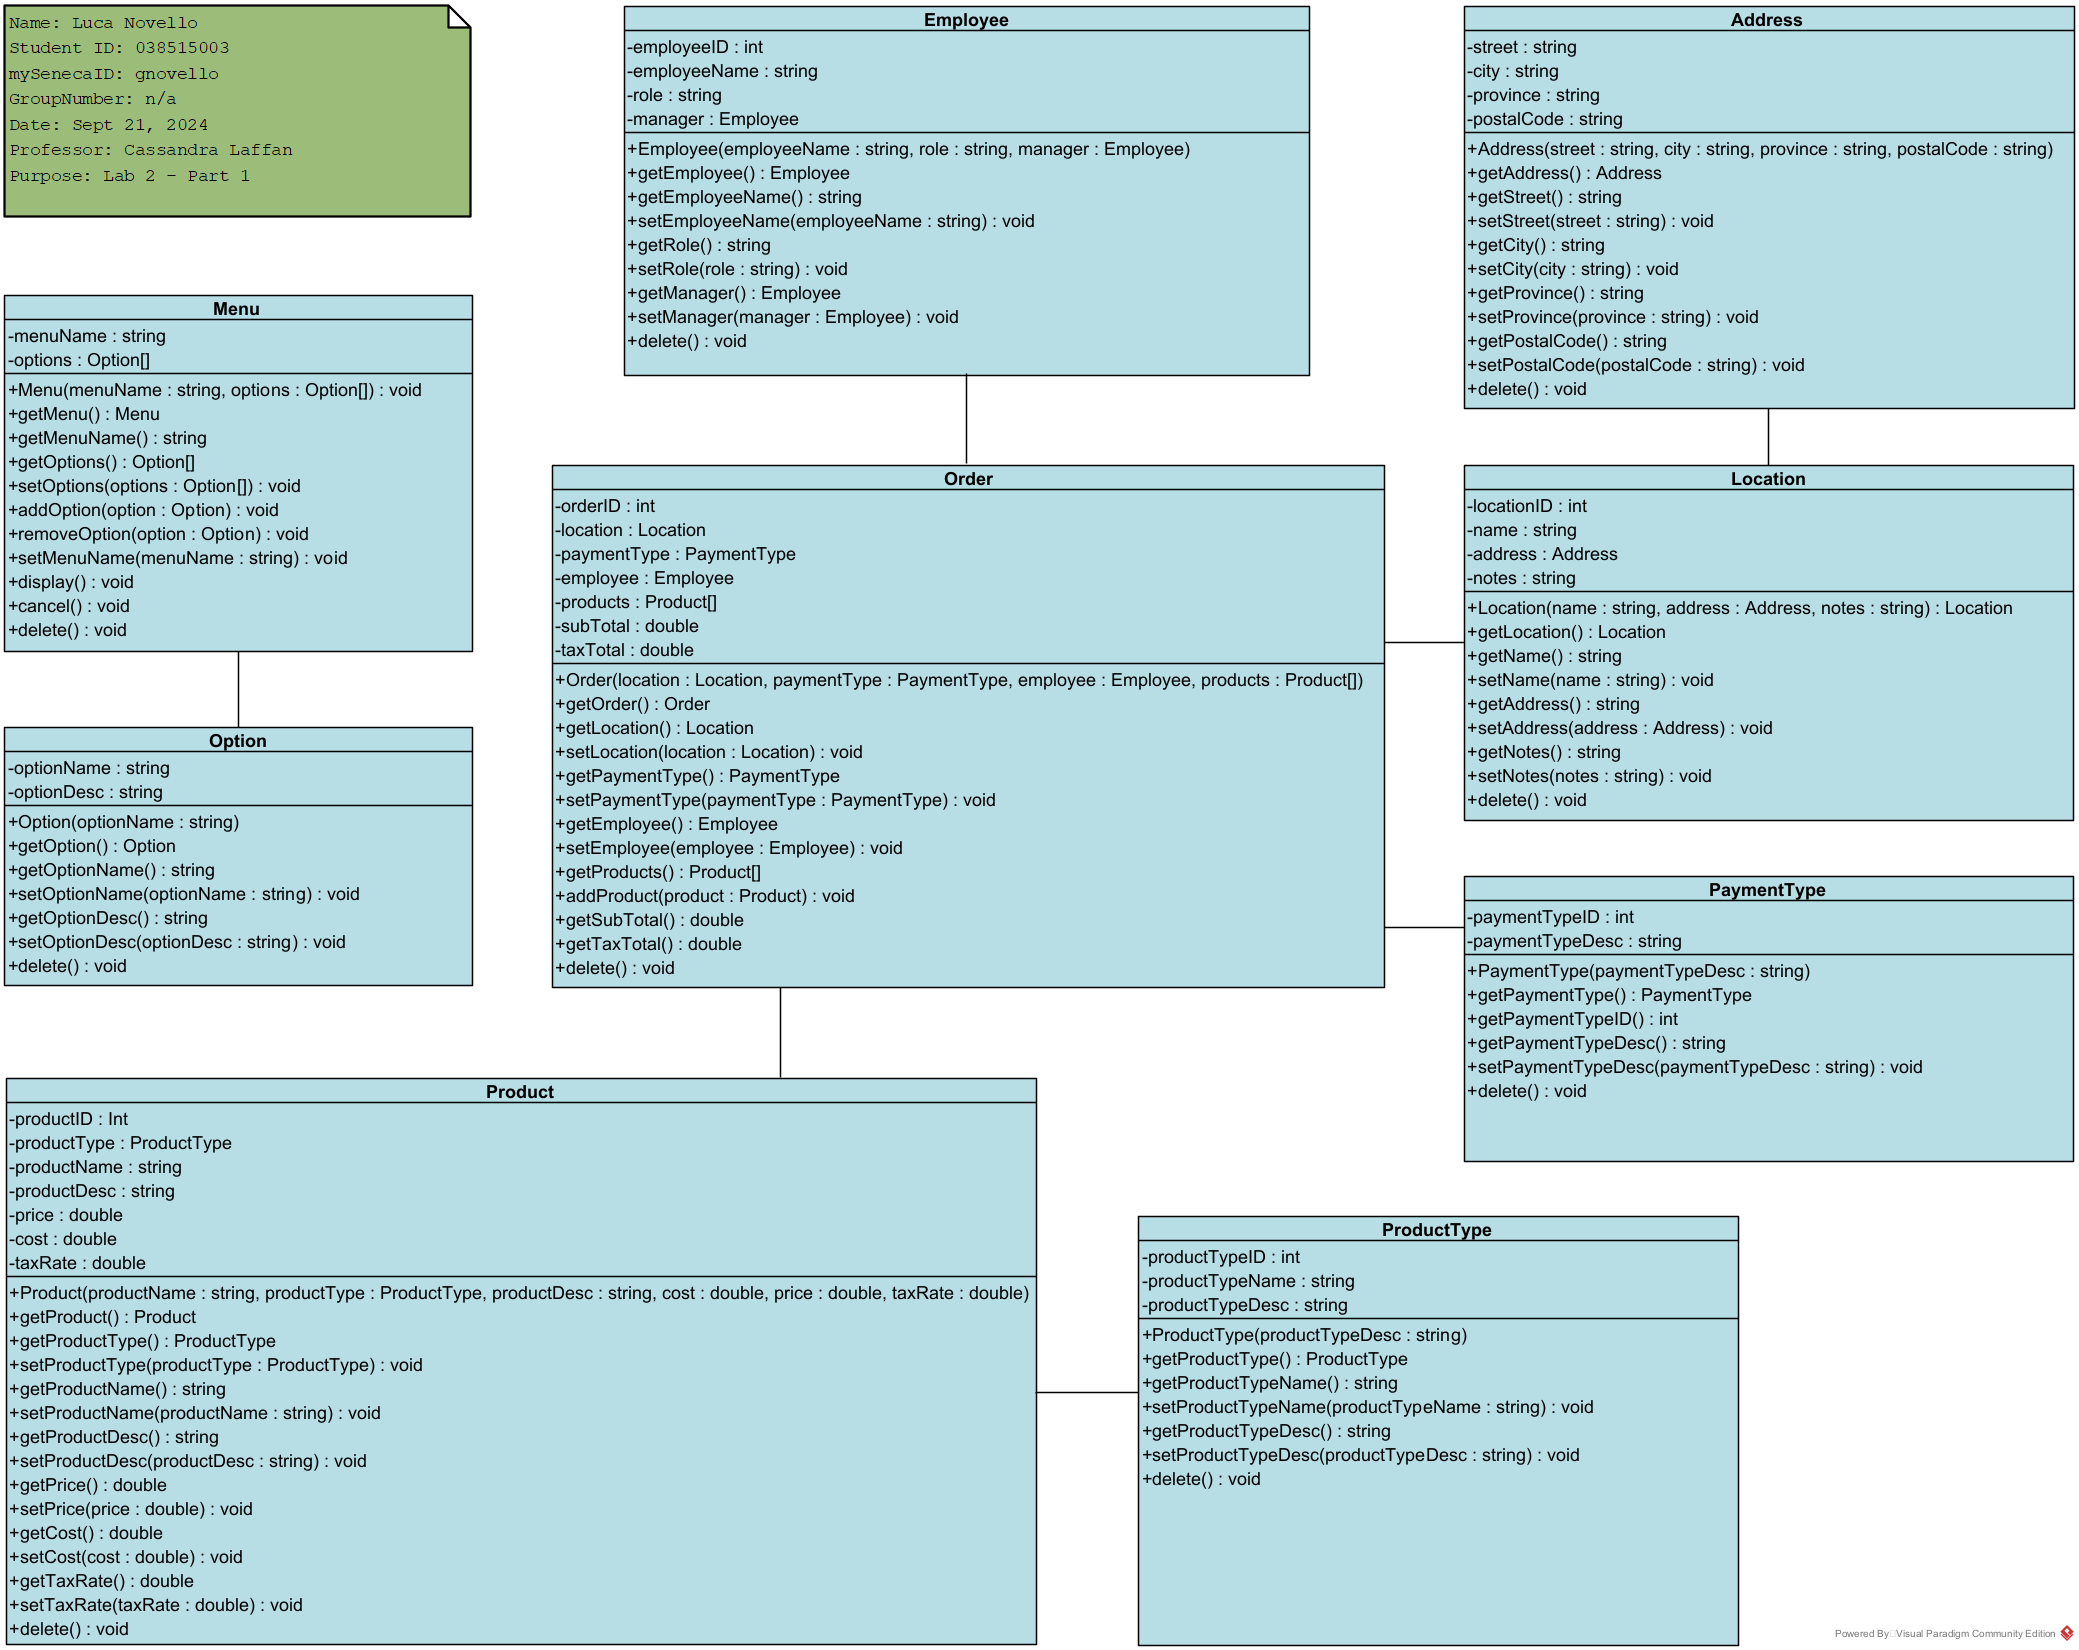 Name: Luca Novello
Student ID: 038515003
mySenecaID: gnovello
GroupNumber: n/a
Date: Sept 21, 2024
Professor: Cassandra Laffan
Purpose: Lab 2 - Part 1
Employee
-employeeID : int
-employeeName : string
-role : string
-manager : Employee
+Employee(employeeName : string, role : string, manager : Employee)
+getEmployee() : Employee
+getEmployeeName() : string
+setEmployeeName(employeeName : string) : void
+getRole() : string
+setRole(role : string) : void
+getManager() : Employee
+setManager(manager : Employee) : void
+delete() : void
Address
-street : string
-city : string
-province : string
-postalCode : string
+Address(street : string, city : string, province : string, postalCode : string)
+getAddress() : Address
+getStreet() : string
+setStreet(street : string) : void
+getCity() : string
+setCity(city : string) : void
+getProvince() : string
+setProvince(province : string) : void
+getPostalCode() : string
+setPostalCode(postalCode : string) : void
+delete() : void
Menu
-menuName : string
-options : Option[]
+Menu(menuName : string, options : Option[]) : void
+getMenu() : Menu
+getMenuName() : string
+getOptions() : Option[]
+setOptions(options : Option[]) : void
+addOption(option : Option) : void
+removeOption(option : Option) : void
+setMenuName(menuName : string) : void
+display() : void
+cancel() : void
+delete() : void
Order
-orderID : int
-location : Location
-paymentType : PaymentType
-employee : Employee
-products : Product[]
-subTotal : double
-taxTotal : double
+Order(location : Location, paymentType : PaymentType, employee : Employee, products : Product[])
+getOrder() : Order
+getLocation() : Location
+setLocation(location : Location) : void
+getPaymentType() : PaymentType
+setPaymentType(paymentType : PaymentType) : void
+getEmployee() : Employee
+setEmployee(employee : Employee) : void
+getProducts() : Product[]
+addProduct(product : Product) : void
+getSubTotal() : double
+getTaxTotal() : double
+delete() : void
Location
-locationID : int
-name : string
-address : Address
-notes : string
+Location(name : string, address : Address, notes : string) : Location
+getLocation() : Location
+getName() : string
+setName(name : string) : void
+getAddress() : string
+setAddress(address : Address) : void
+getNotes() : string
+setNotes(notes : string) : void
+delete() : void
Option
-optionName : string
-optionDesc : string
+Option(optionName : string)
+getOption() : Option
+getOptionName() : string
+setOptionName(optionName : string) : void
+getOptionDesc() : string
+setOptionDesc(optionDesc : string) : void
+delete() : void
PaymentType
-paymentTypeID : int
-paymentTypeDesc : string
+PaymentType(paymentTypeDesc : string)
+getPaymentType() : PaymentType
+getPaymentTypeID() : int
+getPaymentTypeDesc() : string
+setPaymentTypeDesc(paymentTypeDesc : string) : void
+delete() : void
Product
-productID : Int
-productType : ProductType
-productName : string
-productDesc : string
-price : double
-cost : double
-taxRate : double
+Product(productName : string, productType : ProductType, productDesc : string, cost : double, price : double, taxRate : double)
+getProduct() : Product
+getProductType() : ProductType
+setProductType(productType : ProductType) : void
+getProductName() : string
+setProductName(productName : string) : void
+getProductDesc() : string
+setProductDesc(productDesc : string) : void
+getPrice() : double
+setPrice(price : double) : void
+getCost() : double
+setCost(cost : double) : void
+getTaxRate() : double
+setTaxRate(taxRate : double) : void
+delete() : void
ProductType
-productTypeID : int
-productTypeName : string
-productTypeDesc : string
+ProductType(productTypeDesc : string)
+getProductType() : ProductType
+getProductTypeName() : string
+setProductTypeName(productTypeName : string) : void
+getProductTypeDesc() : string
+setProductTypeDesc(productTypeDesc : string) : void
+delete() : void
Powered By Visual Paradigm Community Edition